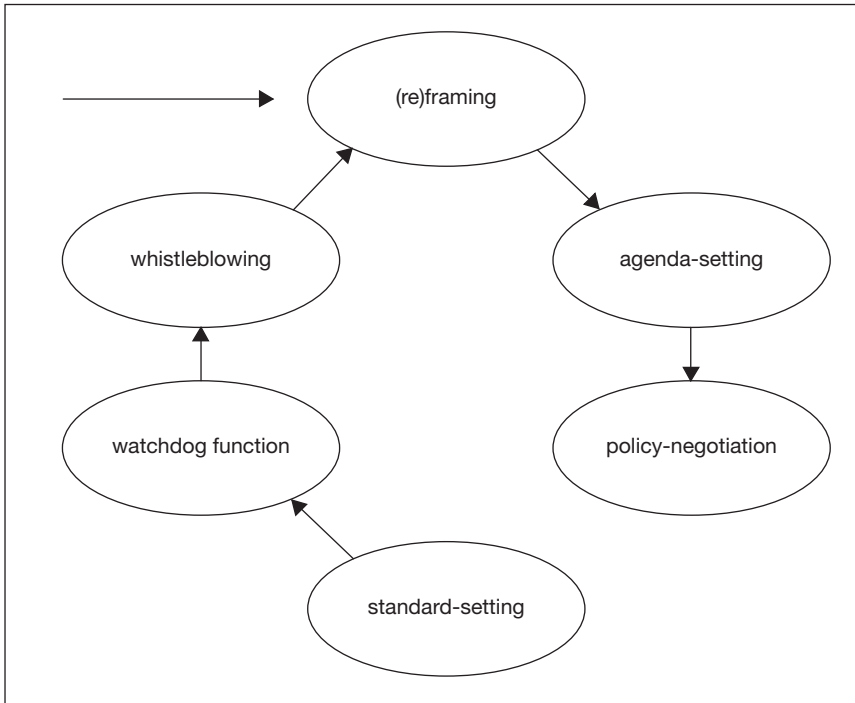 (re)framing
whistleblowing
agenda-setting
watchdog function
policy-negotiation
standard-setting